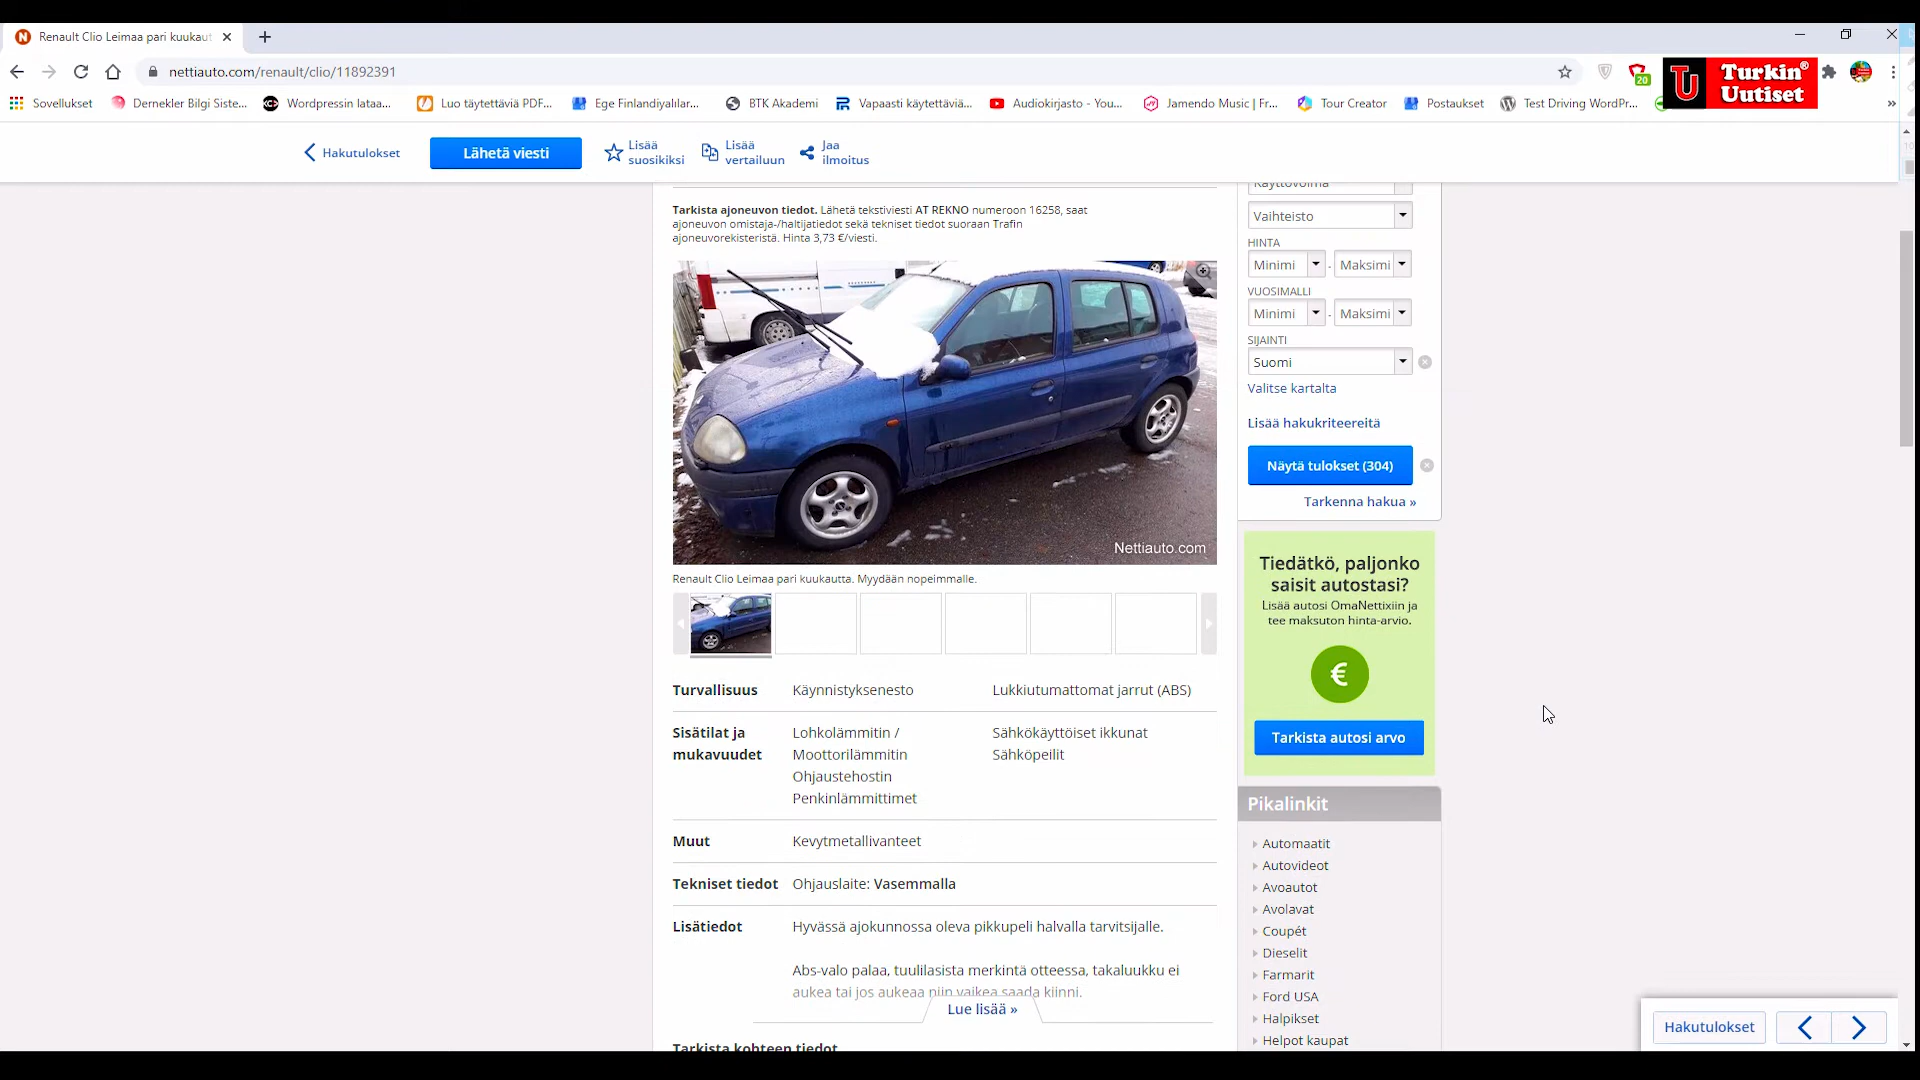 Renault Clio Leimaa pari kuukaut
nettiauto.com/renault/clio/11892391
20
Turkin®
Uutiset
Sovellukset
Dernekler Bilgi Siste...
Wordpressin lataa...
Luo täytettäviä PDF...
Ege Finlandiyalilar...
BTK Akademi
Vapaasti käytettäviä...
Audiokirjasto - You...
Jamendo Music | Fr...
Tour Creator
Postaukset
Test Driving WordPr...
»
Hakutulokset
Lähetä viesti
Lisää
suosikiksi
Lisää
vertailuun
Jaa
ilmoitus
Tarkista ajoneuvon tiedot. Lähetä tekstiviesti AT REKNO numeroon 16258, saat
ajoneuvon omistaja-/haltijatiedot sekä tekniset tiedot suoraan Trafin
ajoneuvorekisteristä. Hinta 3,73 €/viesti.
Nettiauto.com
Renault Clio Leimaa pari kuukautta. Myydään nopeimmalle.
Turvallisuus
Käynnistyksenesto
Lukkiutumattomat jarrut (ABS)
Sisätilat ja
mukavuudet
Lohkolämmitin /
Moottorilämmitin
Ohjaustehostin
Penkinlämmittimet
Sähkökäyttöiset ikkunat
Sähköpeilit
Muut
Kevytmetallivanteet
Tekniset tiedot
Ohjauslaite: Vasemmalla
Lisätiedot
Hyvässä ajokunnossa oleva pikkupeli halvalla tarvitsijalle.
Abs-valo palaa, tuulilasista merkintä otteessa, takaluukku ei
aukea tai jos aukeaa niin vaikea saada kiinni.
Lue lisää »
Tarkista kohteen tiedot
Käyttövoima
Vaihteisto
HINTA
Minimi - Maksimi
VUOSIMALLI
Minimi - Maksimi
SIJAINTI
Suomi
Valitse kartalta
Lisää hakukriteereitä
Näytä tulokset (304)
Tarkenna hakua »
Tiedätkö, paljonko
saisit autostasi?
Lisää autosi OmaNettixiin ja
tee maksuton hinta-arvio.
€
Tarkista autosi arvo
Pikalinkit
Automaatit
Autovideot
Avoautot
Avolavat
Coupét
Dieselit
Farmarit
Ford USA
Halpikset
Helpot kaupat
Hakutulokset